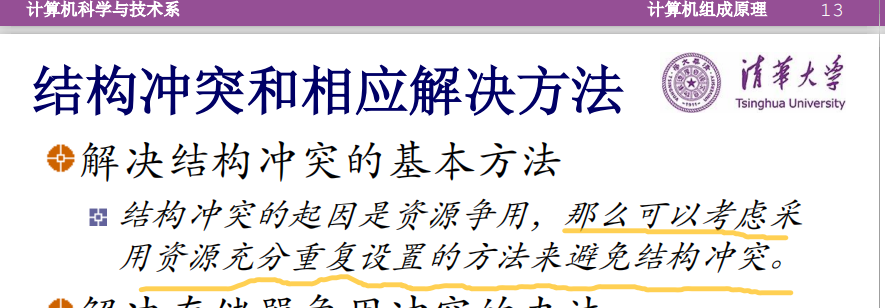 计算机科学与技术系 计算机组成原理 13
结构冲突和相应解决方法
清华大学
Tsinghua University
解决结构冲突的基本方法
结构冲突的起因是资源争用，那么可以考虑采
用资源充分重复设置的方法来避免结构冲突。